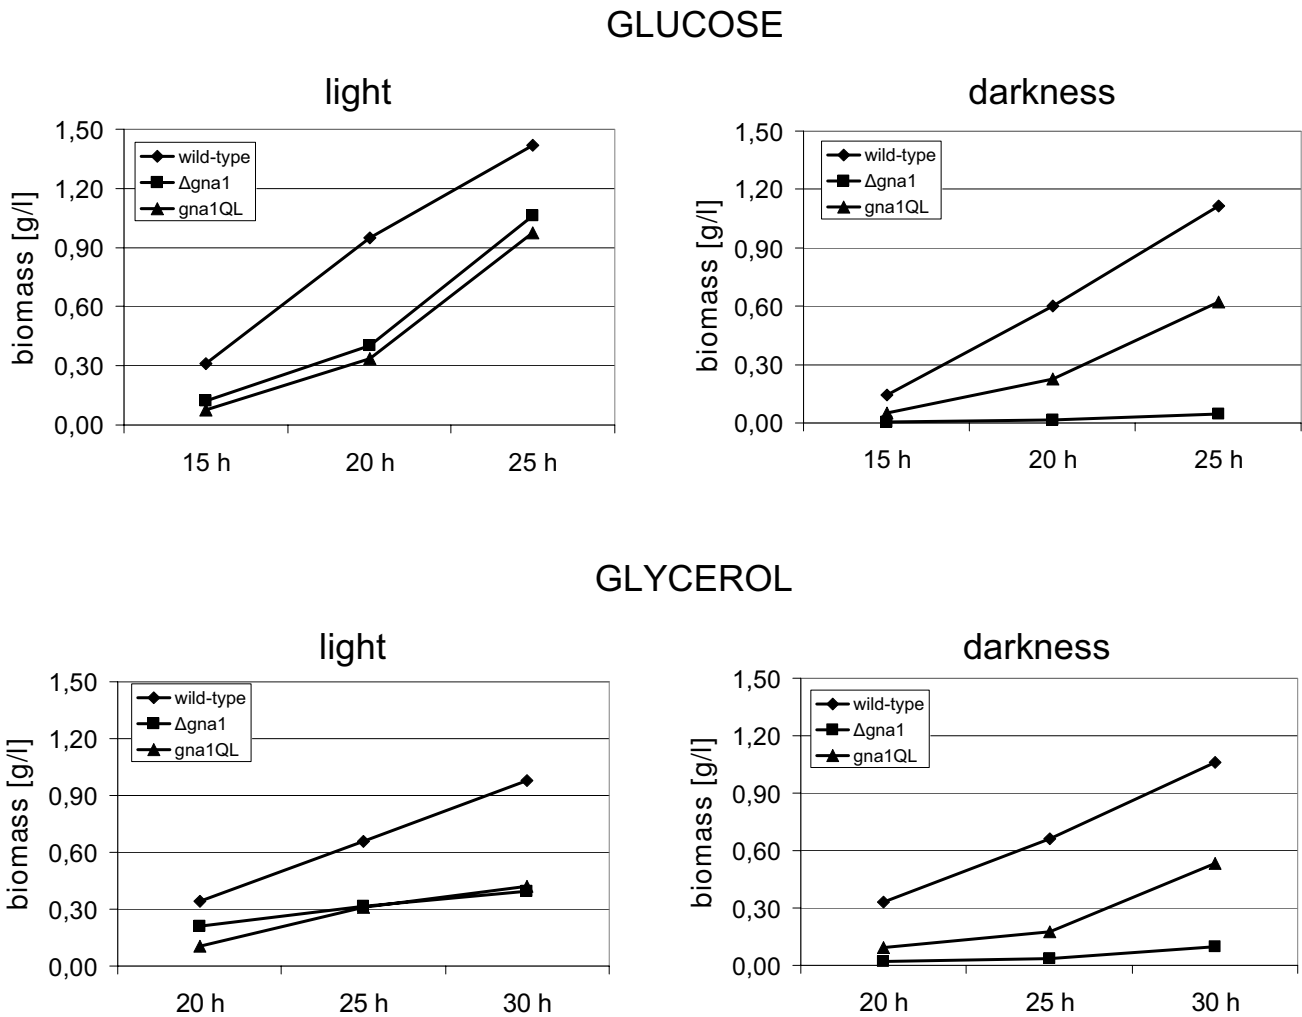 GLUCOSE
light
biomass [g/l]
1,50
1,20
0,90
0,60
0,30
0,00
wild-type
Δgna1
gna1QL
15 h 20 h 25 h
darkness
biomass [g/l]
1,50
1,20
0,90
0,60
0,30
0,00
wild-type
Δgna1
gna1QL
15 h 20 h 25 h
GLYCEROL
light
biomass [g/l]
1,50
1,20
0,90
0,60
0,30
0,00
wild-type
Δgna1
gna1QL
20 h 25 h 30 h
darkness
biomass [g/l]
1,50
1,20
0,90
0,60
0,30
0,00
wild-type
Δgna1
gna1QL
20 h 25 h 30 h